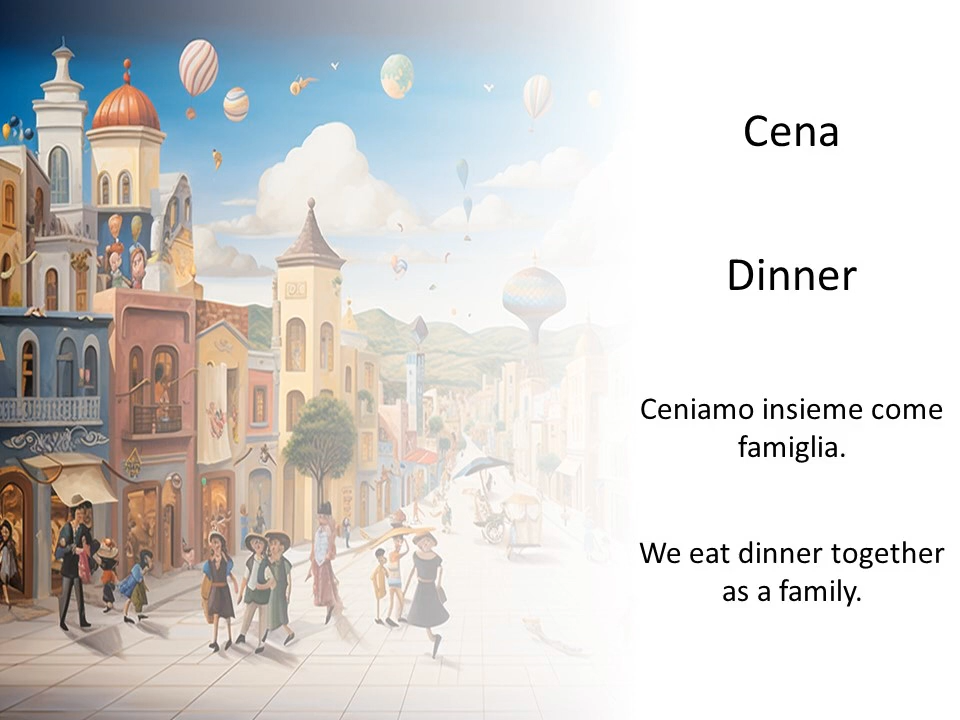 Cena
Dinner
Ceniamo insieme come
famiglia.
We eat dinner together
as a family.